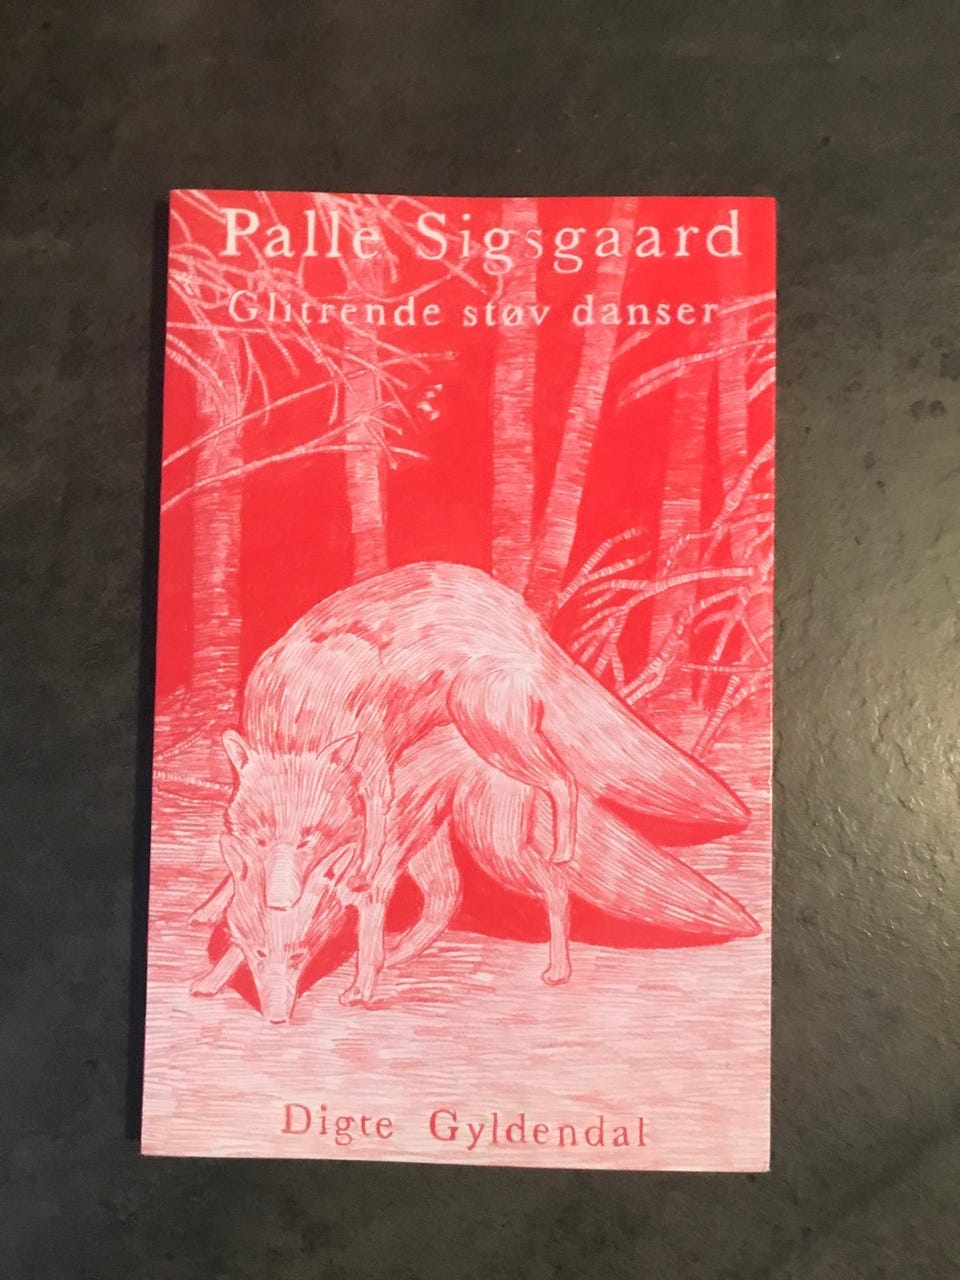 Palle Sigsgaard
Glitrende støv danser
Digte Gyldendal